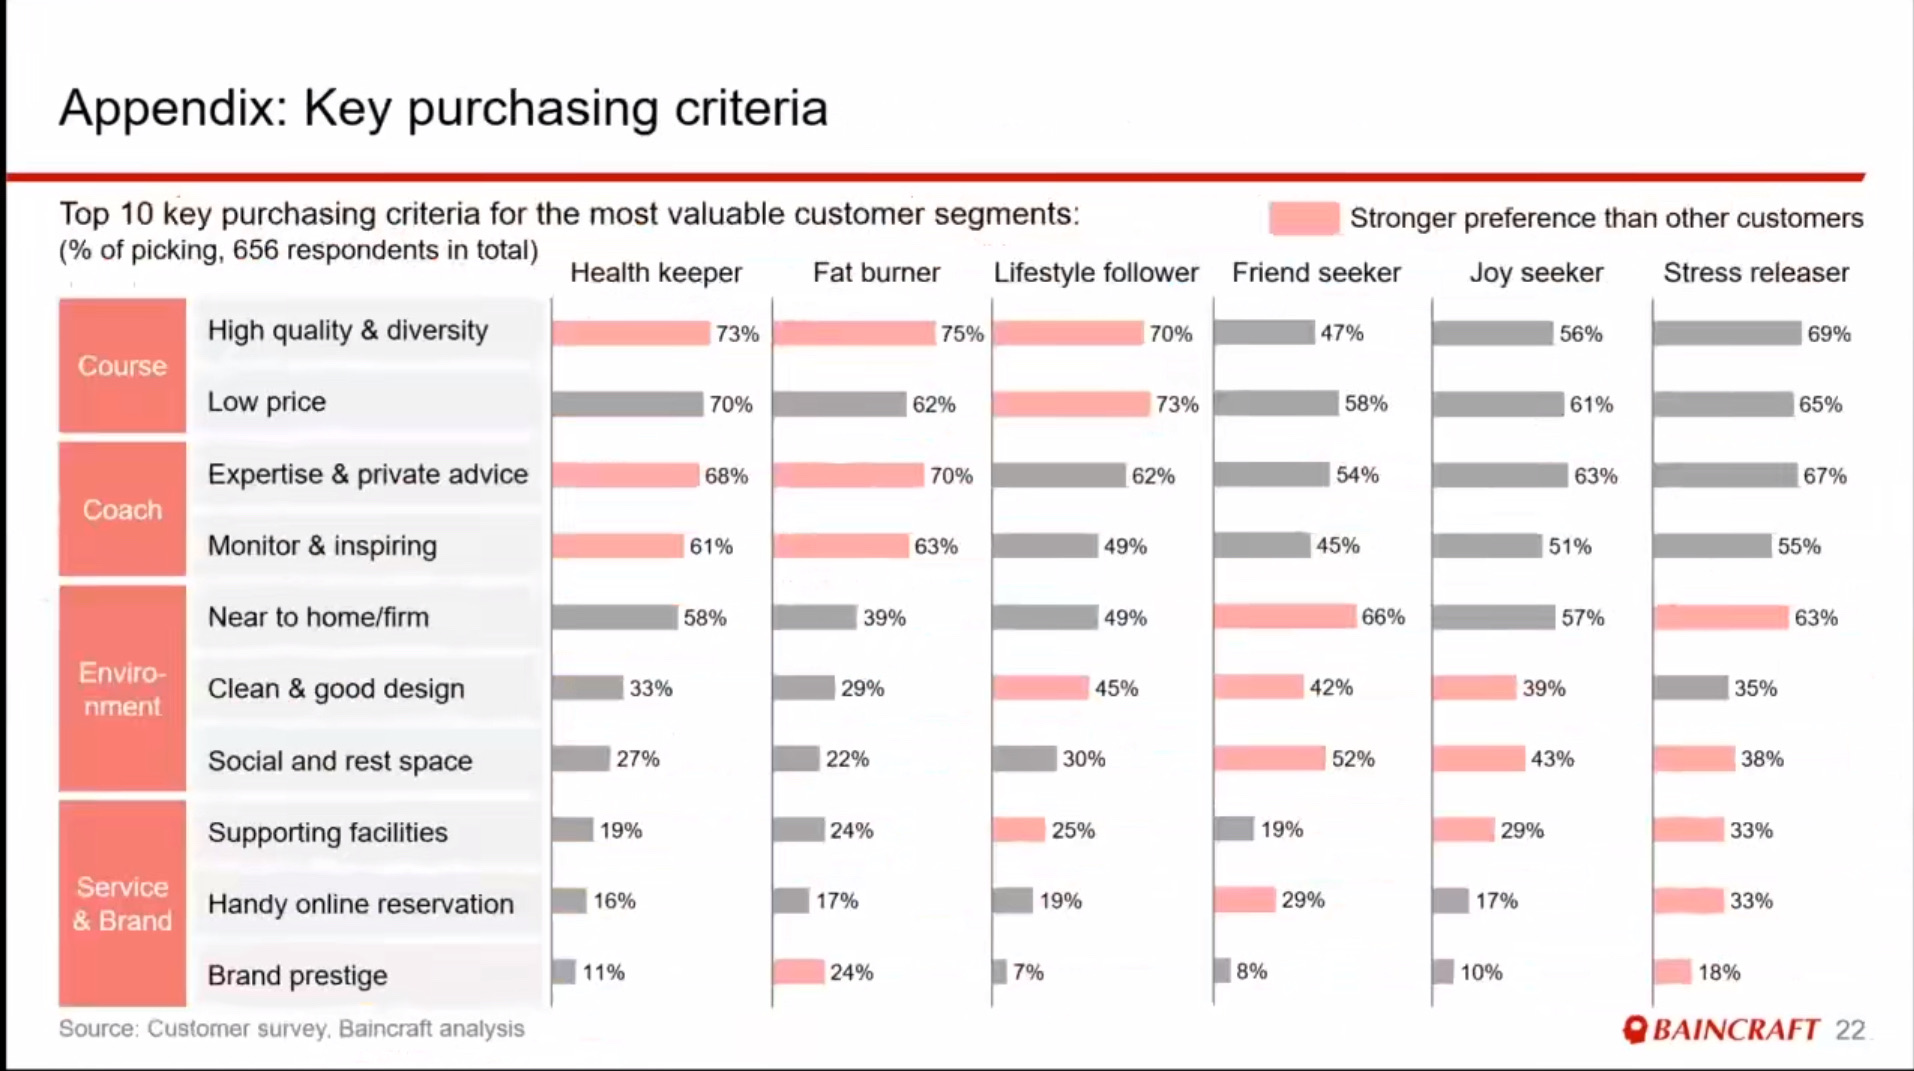 Appendix: Key purchasing criteria
Top 10 key purchasing criteria for the most valuable customer segments:
(% of picking, 656 respondents in total)
Stronger preference than other customers
Health keeper Fat burner Lifestyle follower Friend seeker Joy seeker Stress releaser
Course
High quality & diversity 73% 75% 70% 47% 56% 69%
Low price 70% 62% 73% 58% 61% 65%
Coach
Expertise & private advice 68% 70% 62% 54% 63% 67%
Monitor & inspiring 61% 63% 49% 45% 51% 55%
Enviro-
nment
Near to home/firm 58% 39% 49% 66% 57% 63%
Clean & good design 33% 29% 45% 42% 39% 35%
Social and rest space 27% 22% 30% 52% 43% 38%
Service
& Brand
Supporting facilities 19% 24% 25% 19% 29% 33%
Handy online reservation 16% 17% 19% 29% 17% 33%
Brand prestige 11% 24% 7% 8% 10% 18%
Source: Customer survey, Baincraft analysis
BAINCRAFT 22